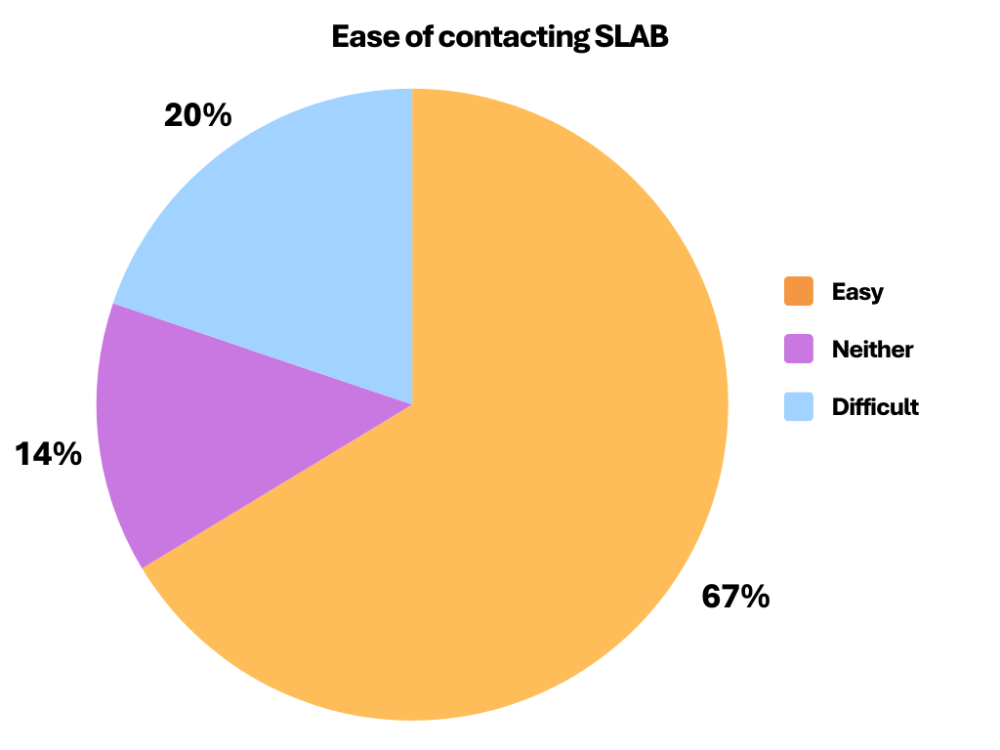 Ease of contacting SLAB
20%
Easy
Neither
Difficult
14%
67%